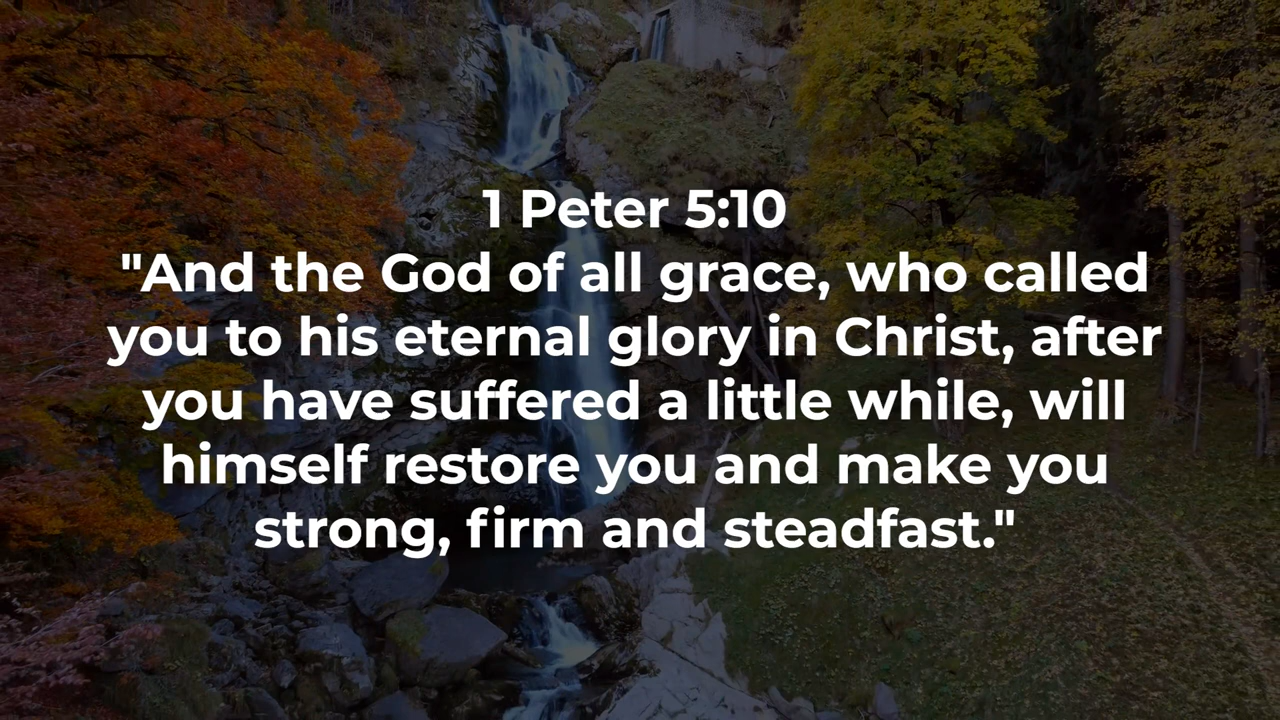 1 Peter 5:10
"And the God of all grace, who called
you to his eternal glory in Christ, after
you have suffered a little while, will
himself restore you and make you
strong, firm and steadfast."